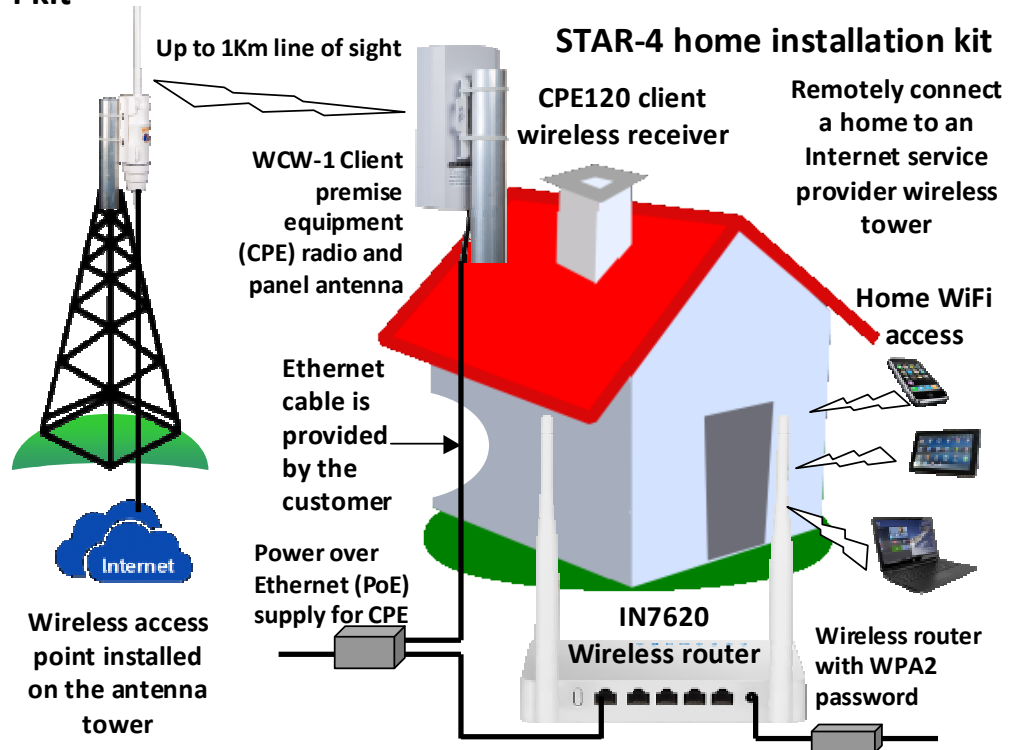 Up to 1Km line of sight
STAR-4 home installation kit
CPE120 client
wireless receiver
Remotely connect
a home to an
Internet service
provider wireless
tower
WCW-1 Client
premise
equipment
(CPE) radio and
panel antenna
Home WiFi
access
Ethernet
cable is
provided
by the
customer
Internet
Power over
Ethernet (PoE)
supply for CPE
Wireless access
point installed
on the antenna
tower
IN7620
Wireless router
Wireless router
with WPA2
password